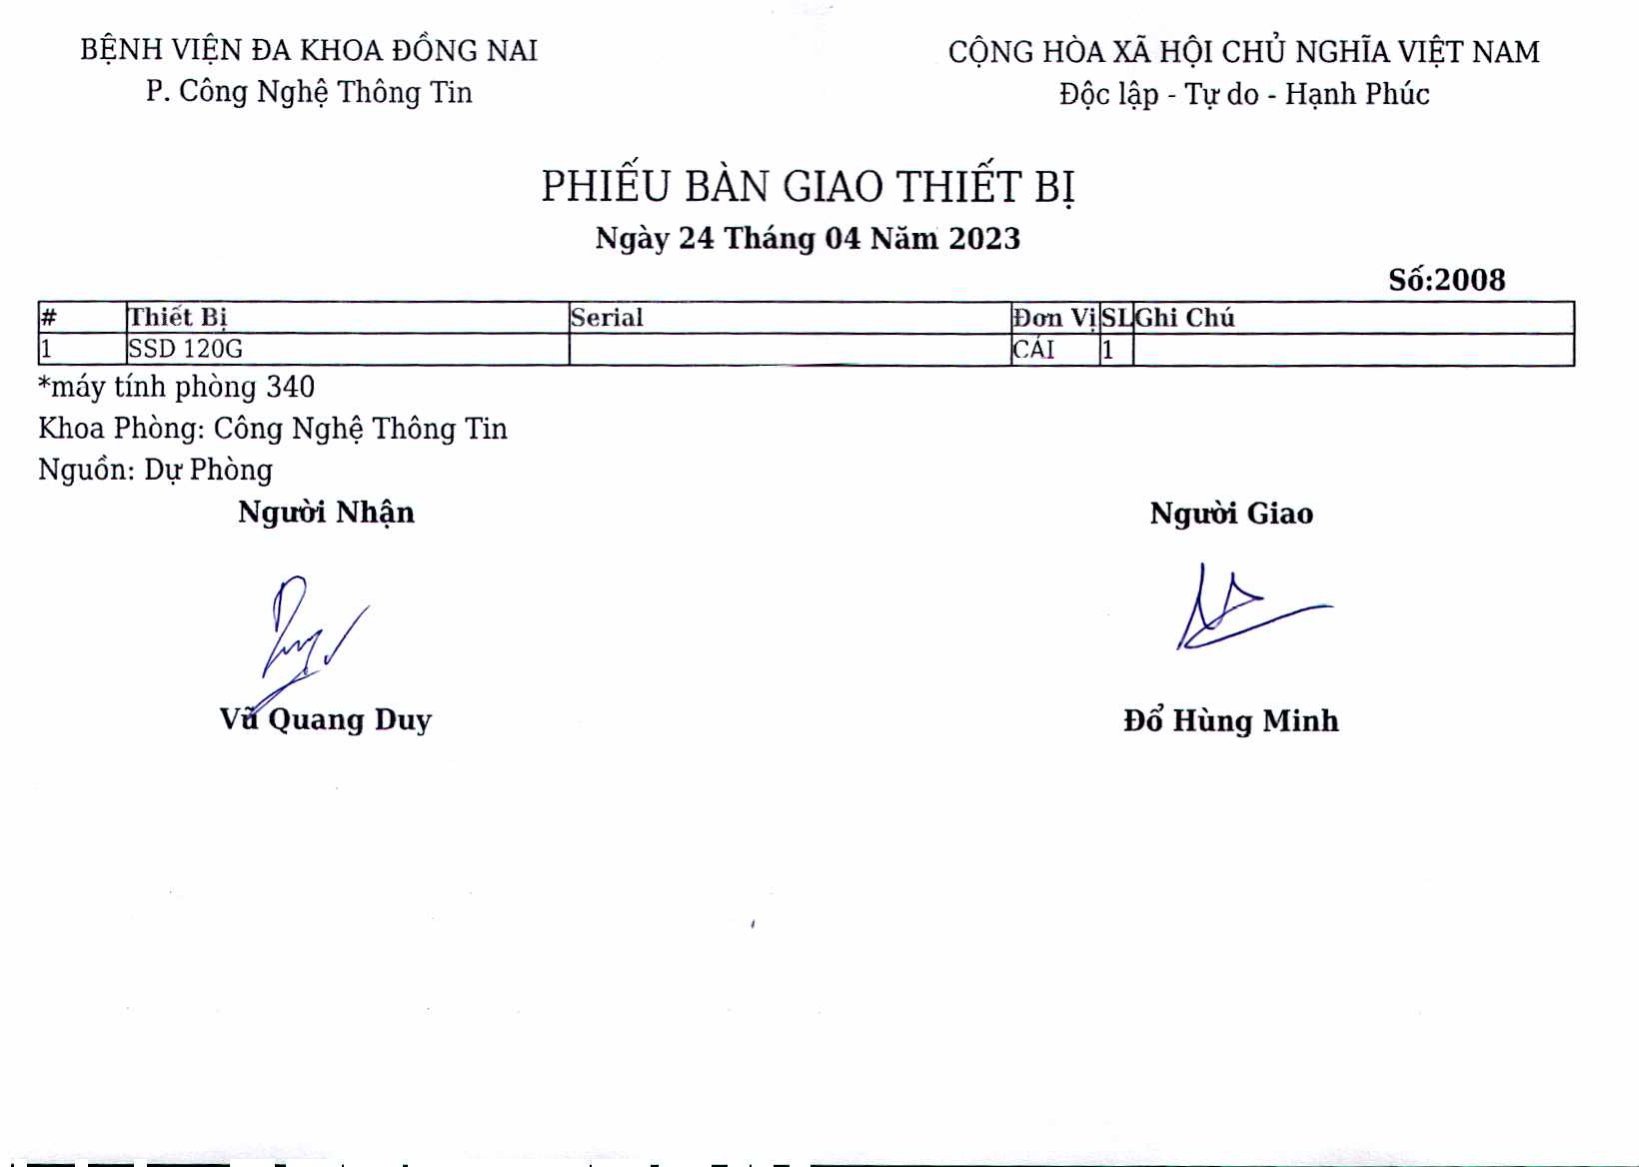 BỆNH VIỆN ĐA KHOA ĐỒNG NAI
P. Công Nghệ Thông Tin
CỘNG HÒA XÃ HỘI CHỦ NGHĨA VIỆT NAM
Độc lập - Tự do - Hạnh Phúc
PHIẾU BÀN GIAO THIẾT BỊ
Ngày 24 Tháng 04 Năm 2023
Số:2008
# Thiết Bị Serial Đơn Vị SL Ghi Chú
1 SSD 120G CÁI 1
*máy tính phòng 340
Khoa Phòng: Công Nghệ Thông Tin
Nguồn: Dự Phòng
Người Nhận Người Giao
Vũ Quang Duy Đổ Hùng Minh